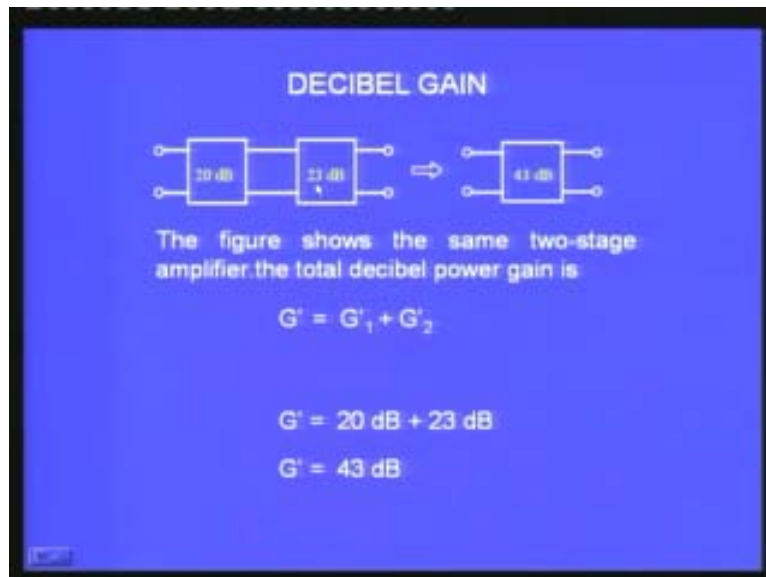 DECIBEL GAIN
20 dB 23 dB 43 dB
The figure shows the same two-stage
amplifier.the total decibel power gain is
G' = G'1 + G'2
G' = 20 dB + 23 dB
G' = 43 dB